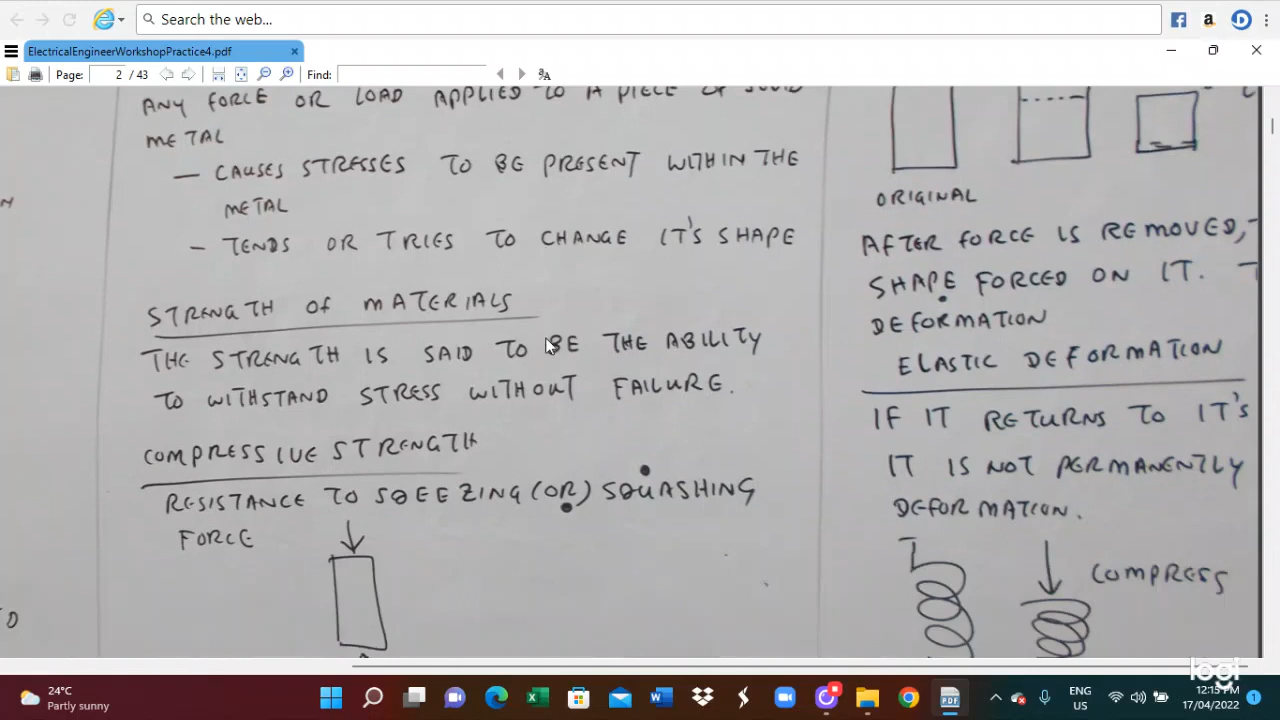 Search the web...
ElectricalEngineerWorkshopPractice4.pdf
Page: 2 / 43 Find:
ANY FORCE OR LOAD APPLIED TO A PIECE OF SOLID
METAL
— CAUSES STRESSES TO BE PRESENT WITHIN THE
METAL
- TENDS OR TRIES TO CHANGE IT'S SHAPE
STRENGTH OF MATERIALS
THE STRENGTH IS SAID TO BE THE ABILITY
TO WITHSTAND STRESS WITHOUT FAILURE.
COMPRESSIVE STRENGTH
RESISTANCE TO SQEEZING (OR) SQUASHING
FORCE
ORIGINAL
AFTER FORCE IS REMOVED,
SHAPE FORCED ON IT.
DEFORMATION
ELASTIC DEFORMATION
IF IT RETURNS TO IT'S
IT IS NOT PERMANENTLY
DEFORMATION.
COMPRESS
logi
24°C
Partly sunny
ENG
US
12:15 PM
17/04/2022